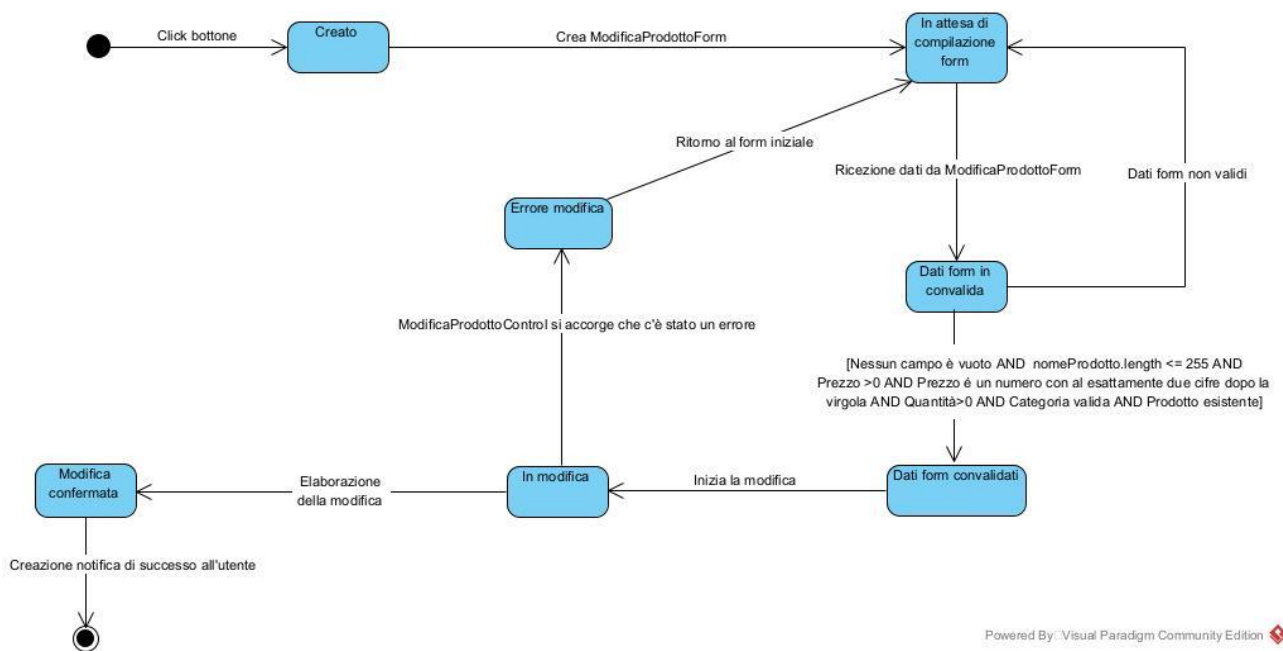 Click bottone
Creato
Crea ModificaProdottoForm
In attesa di
compilazione
form
Ritorno al form iniziale
Ricezione dati da ModificaProdottoForm
Dati form non validi
Errore modifica
Dati form in
convalida
ModificaProdottoControl si accorge che c'è stato un errore
[Nessun campo è vuoto AND nomeProdotto.length <= 255 AND
Prezzo >0 AND Prezzo é un numero con al esattamente due cifre dopo la
virgola AND Quantità>0 AND Categoria valida AND Prodotto esistente]
Modifica
confermata
Elaborazione
della modifica
In modifica
Inizia la modifica
Dati form convalidati
Creazione notifica di successo all'utente
Powered By Visual Paradigm Community Edition